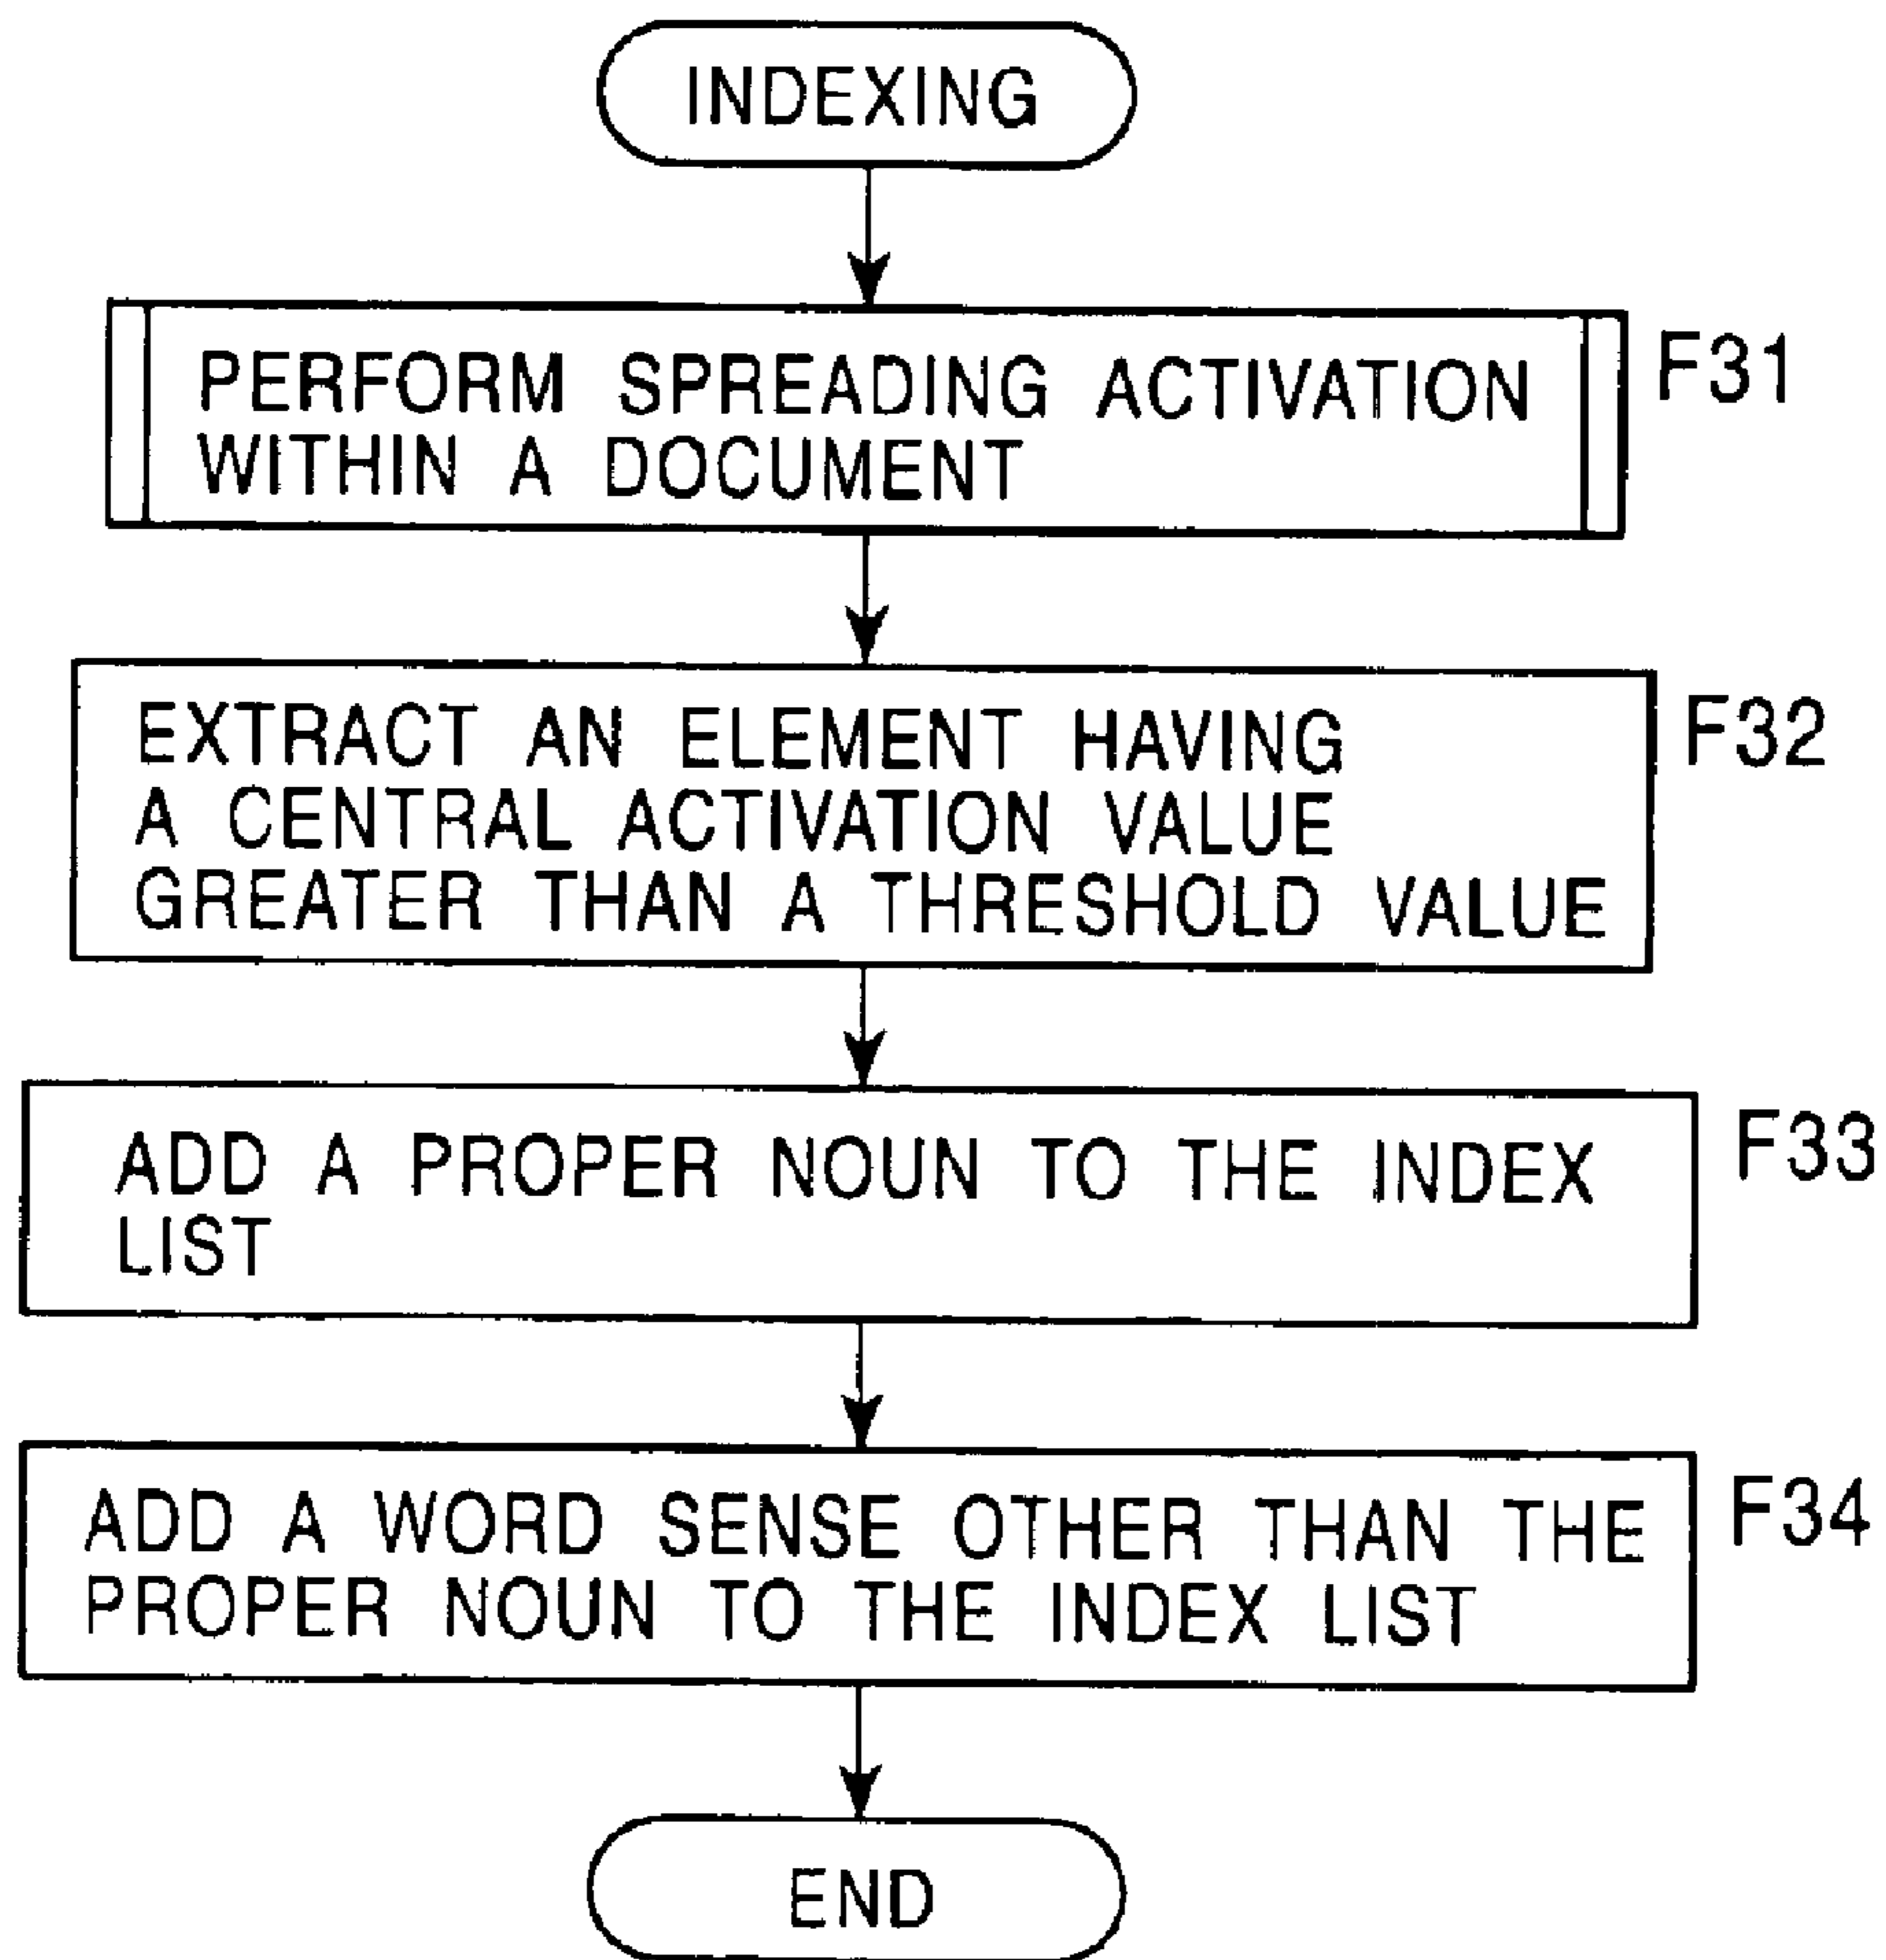 INDEXING
PERFORM SPREADING ACTIVATION F31
WITHIN A DOCUMENT
EXTRACT AN ELEMENT HAVING F32
A CENTRAL ACTIVATION VALUE
GREATER THAN A THRESHOLD VALUE
ADD A PROPER NOUN TO THE INDEX F33
LIST
ADD A WORD SENSE OTHER THAN THE F34
PROPER NOUN TO THE INDEX LIST
END